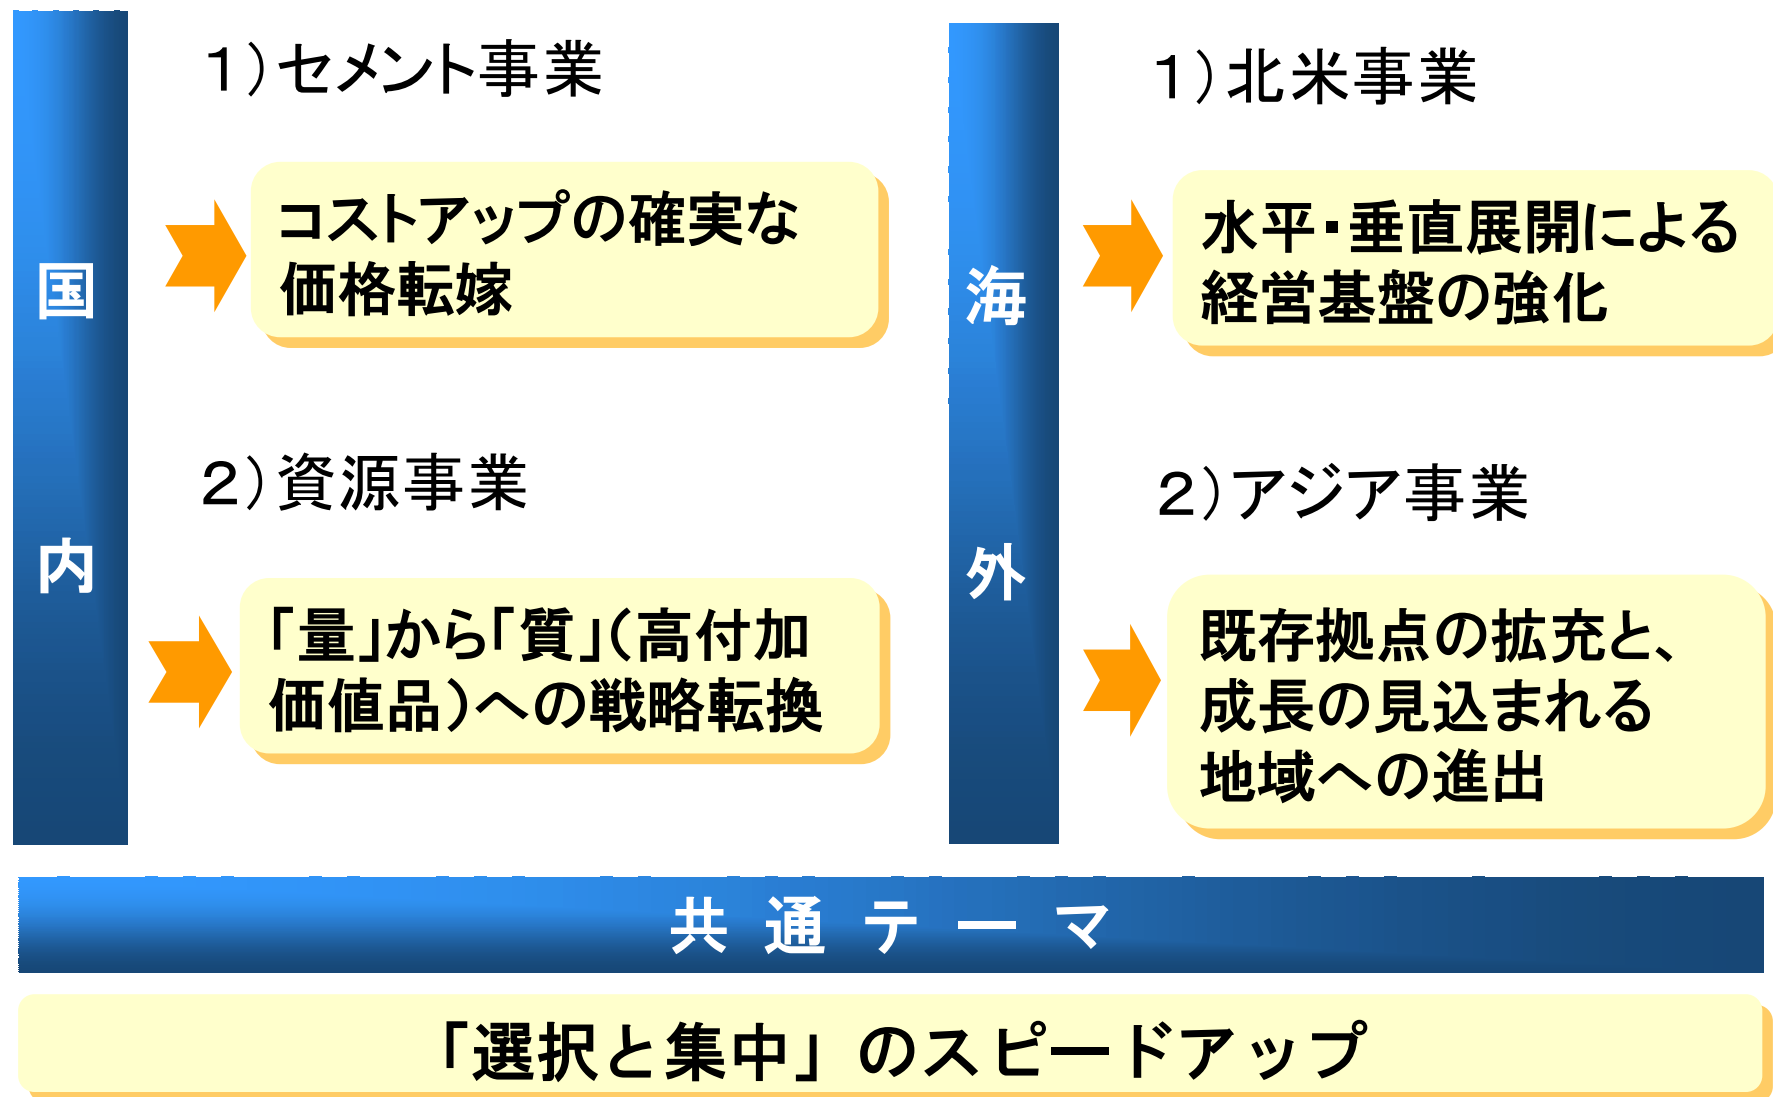 国内
1)セメント事業
コストアップの確実な
価格転嫁
2)資源事業
「量」から「質」(高付加
価値品)への戦略転換
海外
1)北米事業
水平・垂直展開による
経営基盤の強化
2)アジア事業
既存拠点の拡充と、
成長の見込まれる
地域への進出
共通テーマ
「選択と集中」のスピードアップ